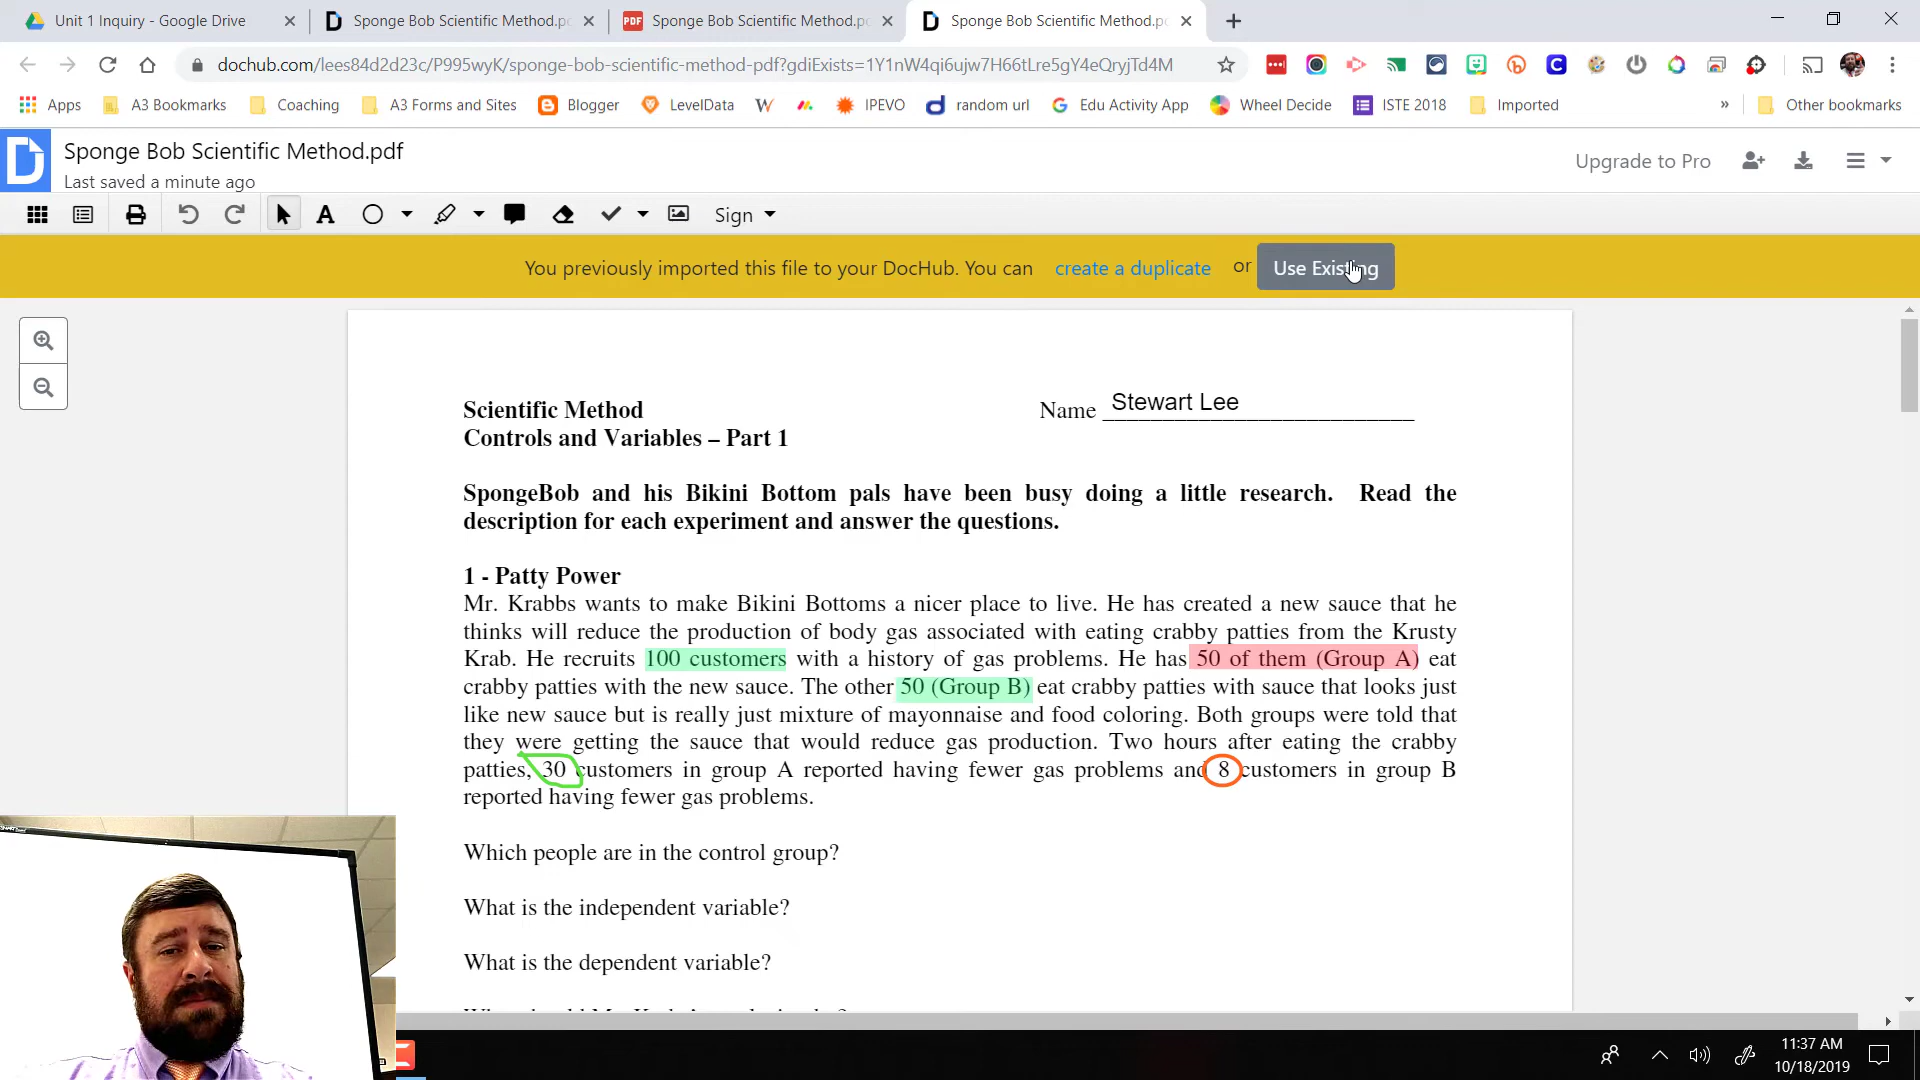 Unit 1 Inquiry - Google Drive
Sponge Bob Scientific Method.pd
PDF Sponge Bob Scientific Method.pd
Sponge Bob Scientific Method.pd
dochub.com/lees84d2d23c/P995wyK/sponge-bob-scientific-method-pdf?gdiExists=1Y1nW4qi6ujw7H66tLre5gY4eQryjTd4M
Apps A3 Bookmarks Coaching A3 Forms and Sites Blogger LevelData IPEVO random url Edu Activity App Wheel Decide ISTE 2018 Imported » Other bookmarks
Sponge Bob Scientific Method.pdf
Last saved a minute ago
Upgrade to Pro
A Sign
You previously imported this file to your DocHub. You can create a duplicate or Use Existing
Scientific Method Name Stewart Lee
Controls and Variables – Part 1
SpongeBob and his Bikini Bottom pals have been busy doing a little research. Read the
description for each experiment and answer the questions.
1 - Patty Power
Mr. Krabbs wants to make Bikini Bottoms a nicer place to live. He has created a new sauce that he
thinks will reduce the production of body gas associated with eating crabby patties from the Krusty
Krab. He recruits 100 customers with a history of gas problems. He has 50 of them (Group A) eat
crabby patties with the new sauce. The other 50 (Group B) eat crabby patties with sauce that looks just
like new sauce but is really just mixture of mayonnaise and food coloring. Both groups were told that
they were getting the sauce that would reduce gas production. Two hours after eating the crabby
patties, 30 customers in group A reported having fewer gas problems and 8 customers in group B
reported having fewer gas problems.
Which people are in the control group?
What is the independent variable?
What is the dependent variable?
11:37 AM
10/18/2019